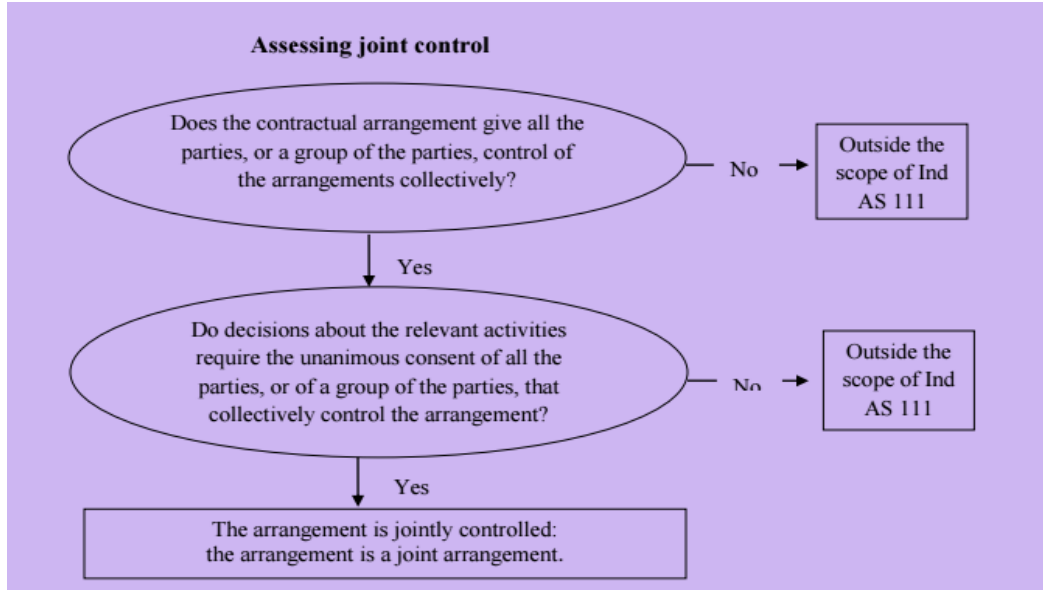 Assessing joint control
Does the contractual arrangement give all the
parties, or a group of the parties, control of
the arrangements collectively?
No
Outside the
scope of Ind
AS 111
Yes
Do decisions about the relevant activities
require the unanimous consent of all the
parties, or of a group of the parties, that
collectively control the arrangement?
No
Outside the
scope of Ind
AS 111
Yes
The arrangement is jointly controlled:
the arrangement is a joint arrangement.